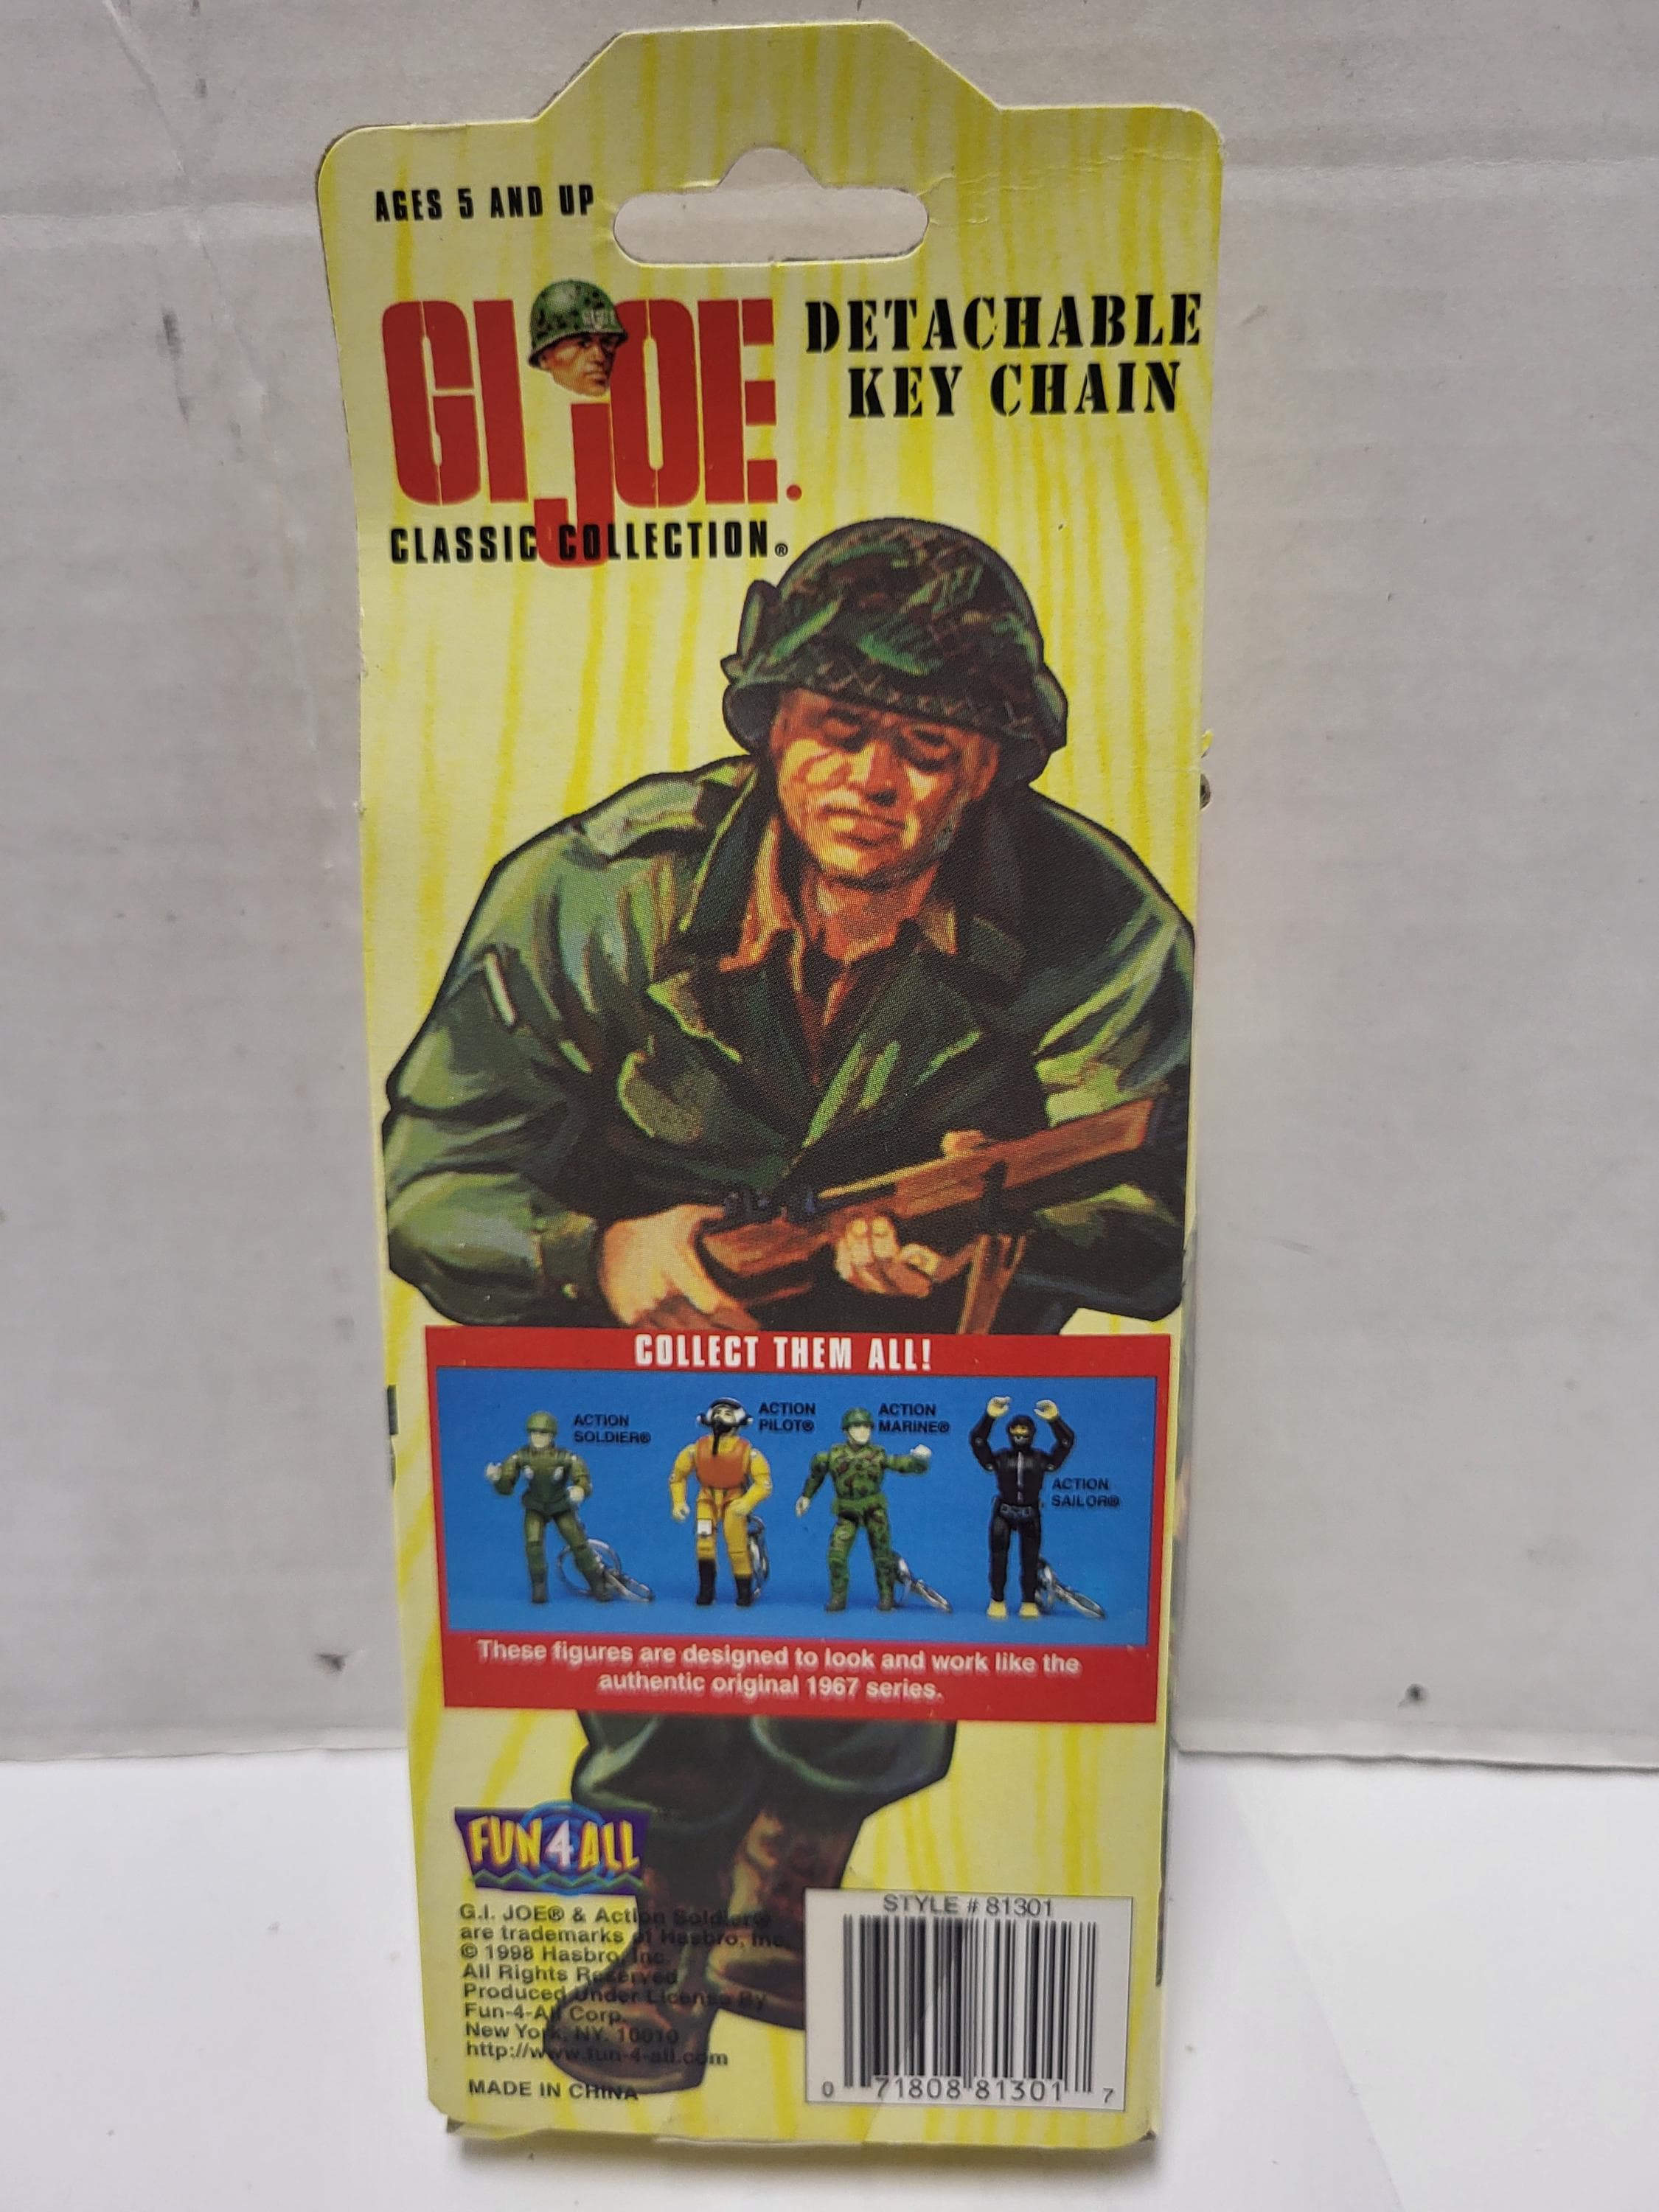 AGES 5 AND UP
GI JOE.
CLASSIC COLLECTION®
DETACHABLE
KEY CHAIN
COLLECT THEM ALL!
ACTION
SOLDIER®
ACTION
PILOT®
ACTION
MARINE®
ACTION
SAILOR®
These figures are designed to look and work like the
authentic original 1967 series.
FUN 4 ALL
G.I. JOE® & Action Soldier®
are trademarks of Hasbro, Inc.
© 1998 Hasbro, Inc.
All Rights Reserved
Produced Under License By
Fun-4-All Corp.
New York, NY. 10010
http://www.fun-4-all.com
MADE IN CHINA
STYLE # 81301
0 71808 81301 7